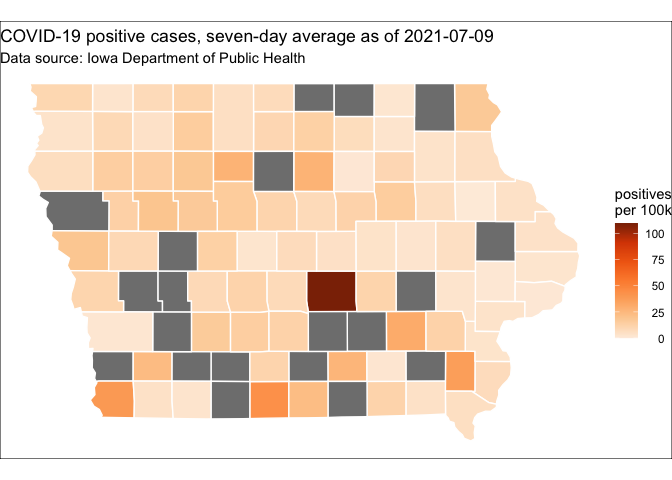 COVID-19 positive cases, seven-day average as of 2021-07-09
Data source: Iowa Department of Public Health
positives
per 100k
100
75
50
25
0